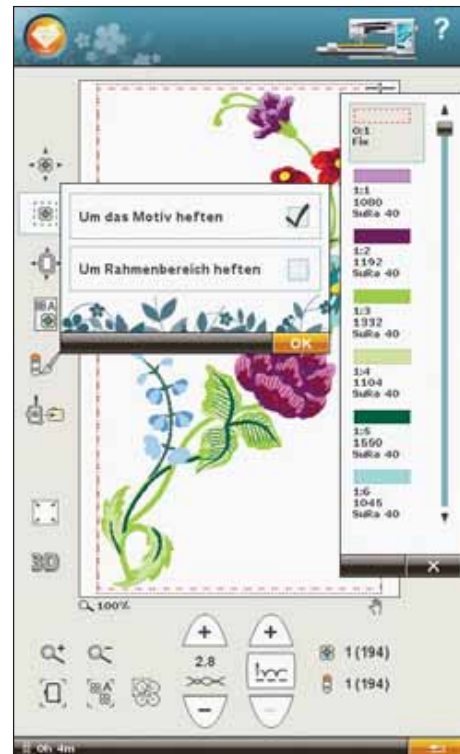 ?
0:1
Fix
1:1
1080
SuRa 40
1:2
1192
SuRa 40
1:3
1332
SuRa 40
1:4
1104
SuRa 40
1:5
1550
SuRa 40
1:6
1045
SuRa 40
Um das Motiv heften
Um Rahmenbereich heften
OK
3D
100%
2.8
1 (194)
1 (194)
0h 4m